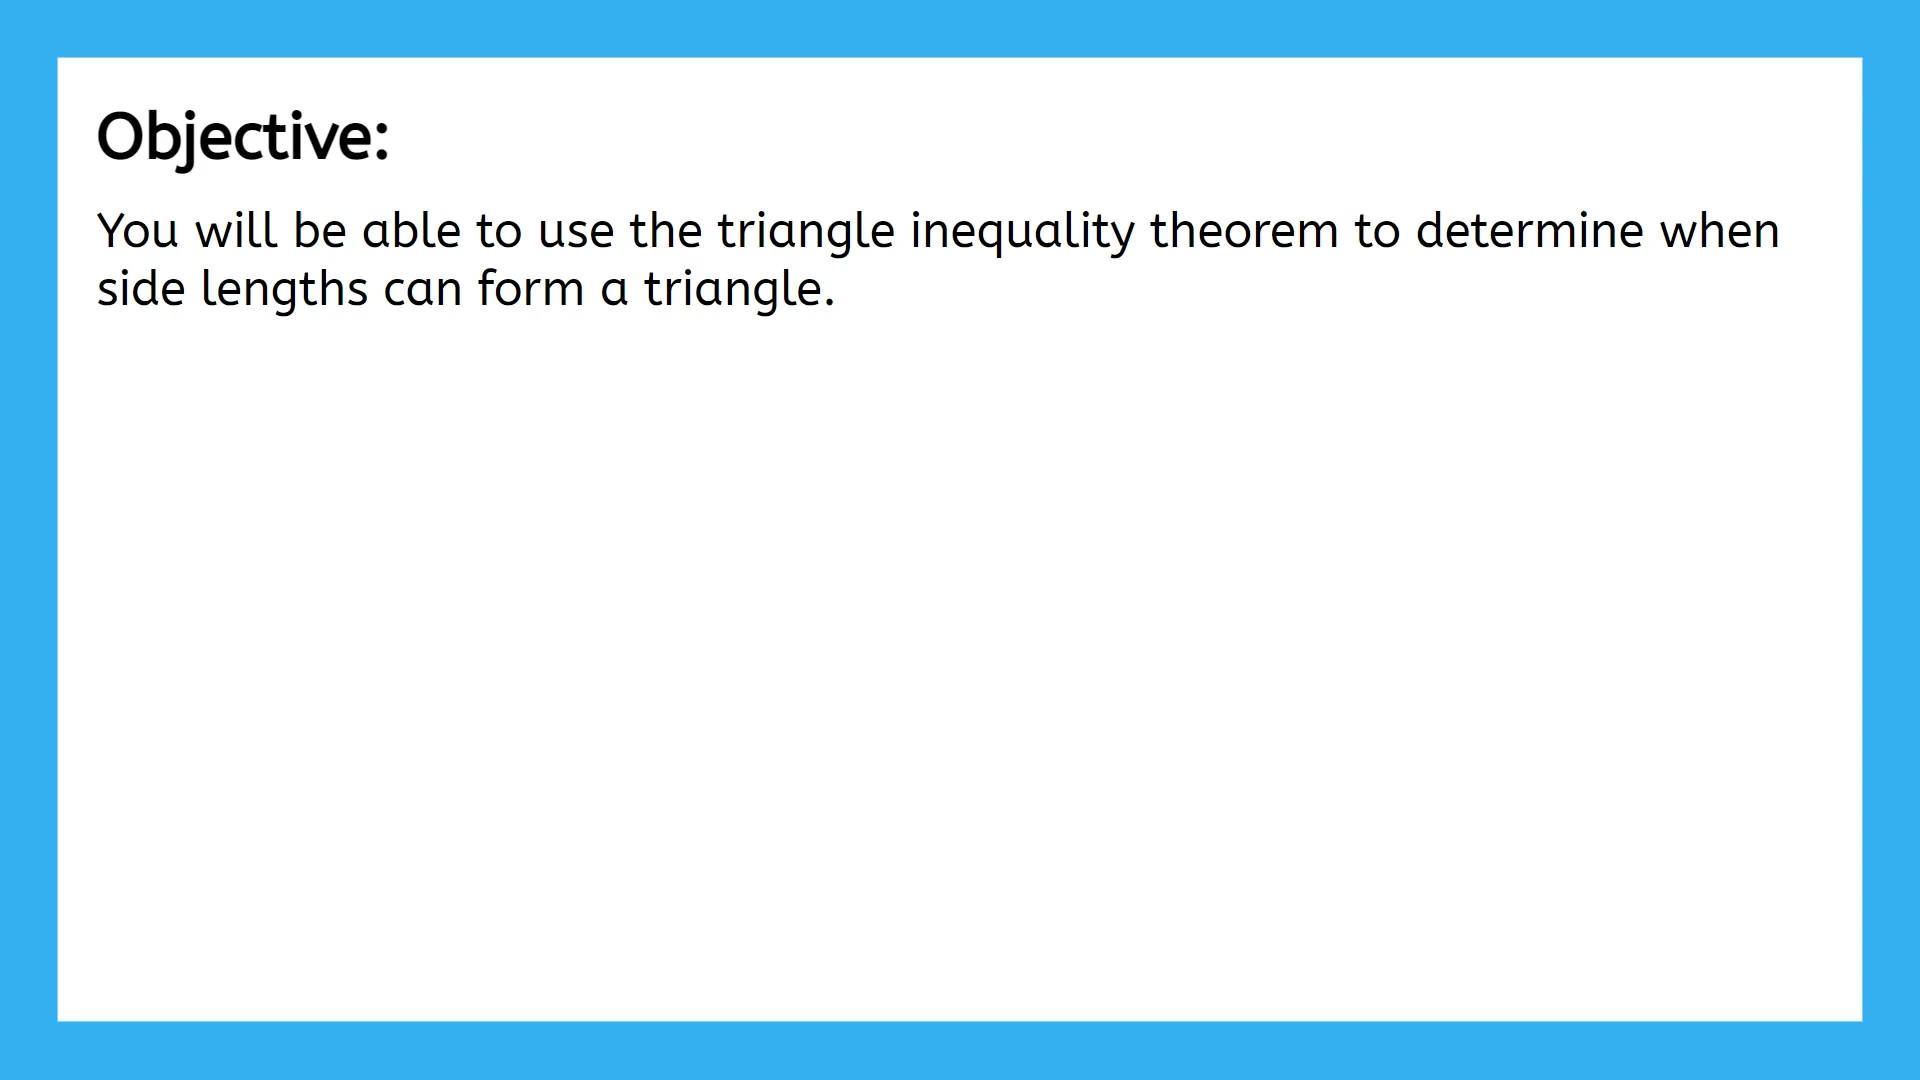 Objective:
You will be able to use the triangle inequality theorem to determine when
side lengths can form a triangle.